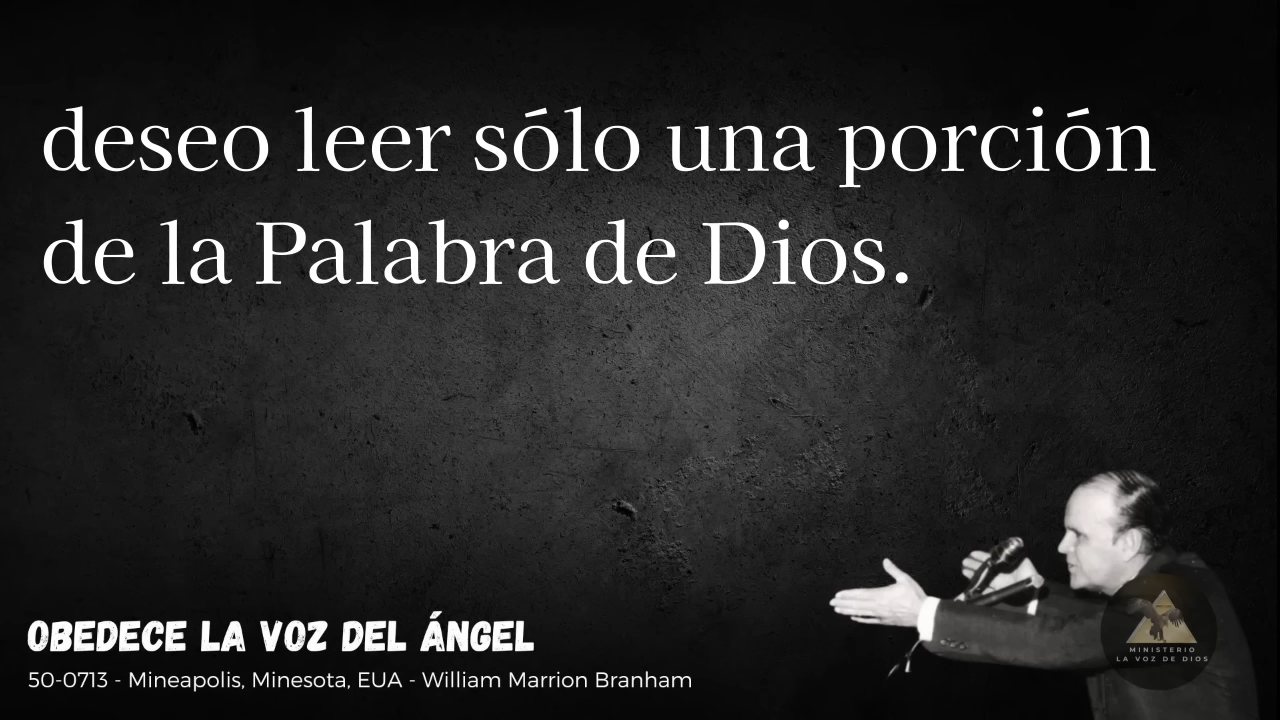 deseo leer sólo una porción
de la Palabra de Dios.
OBEDECE LA VOZ DEL ÁNGEL
50-0713 - Mineapolis, Minesota, EUA - William Marrion Branham
MINISTERIO
LA VOZ DE DIOS